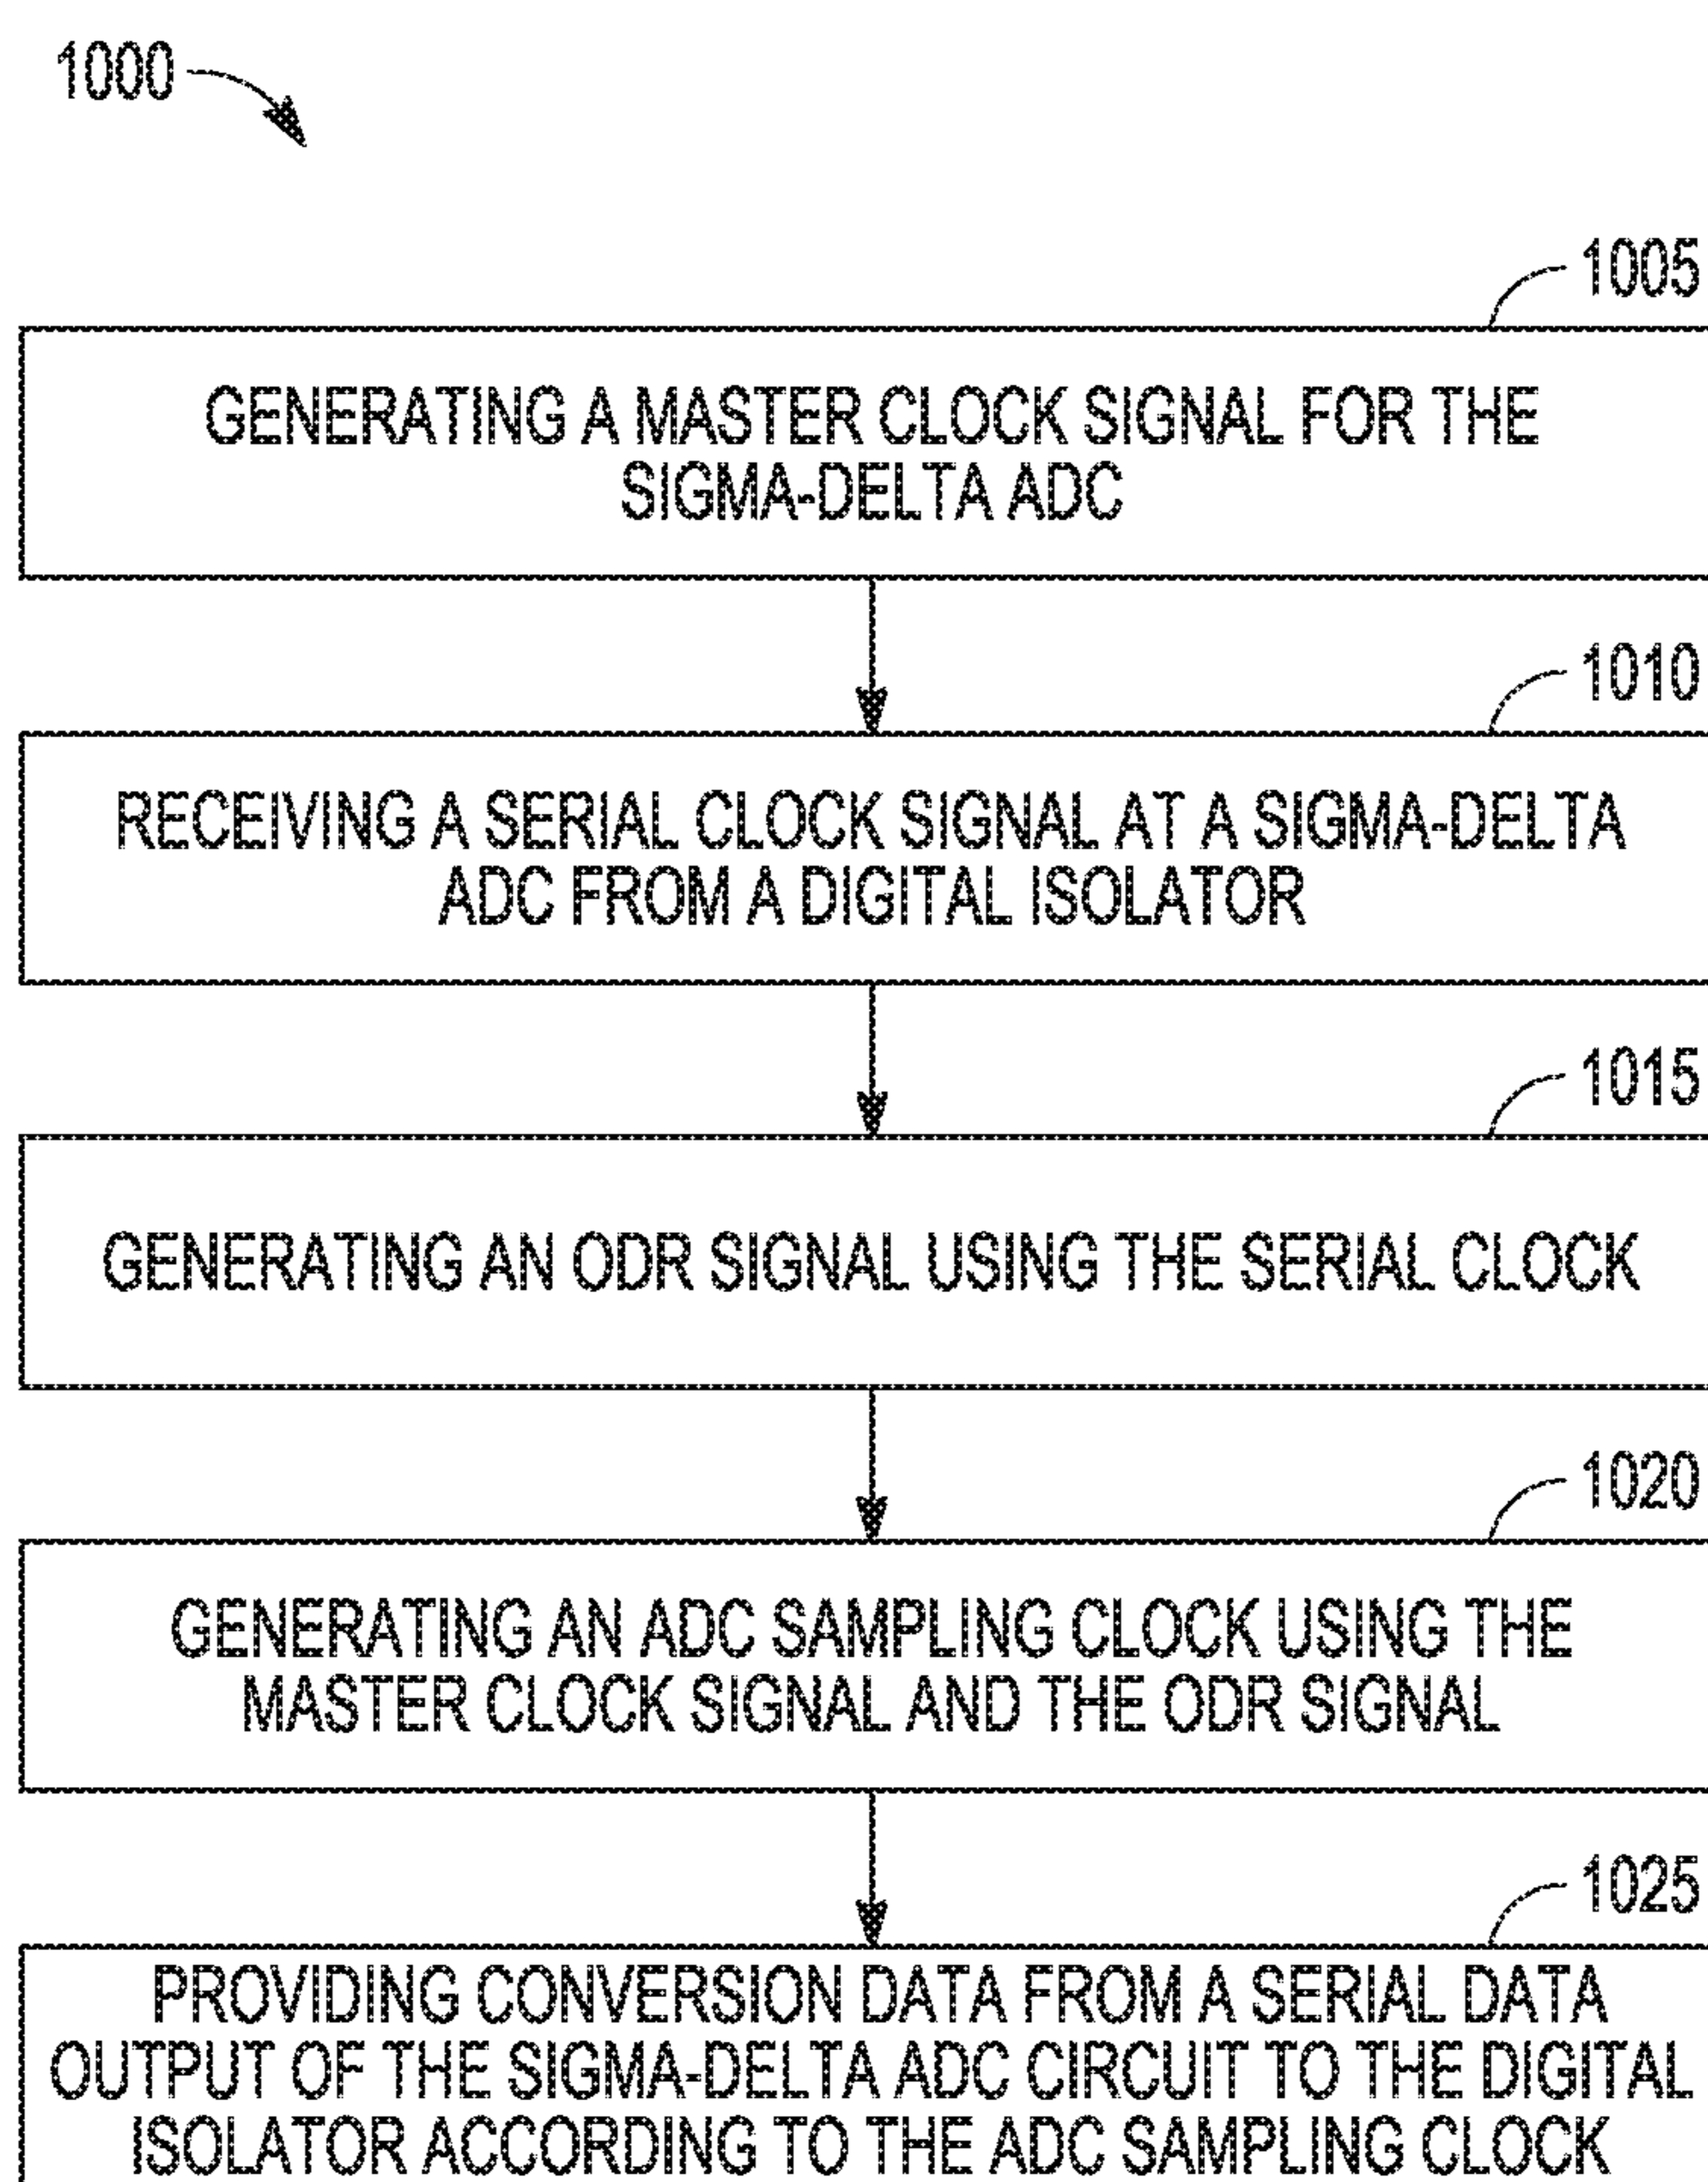 1000
1005
GENERATING A MASTER CLOCK SIGNAL FOR THE
SIGMA-DELTA ADC
1010
RECEIVING A SERIAL CLOCK SIGNAL AT A SIGMA-DELTA
ADC FROM A DIGITAL ISOLATOR
1015
GENERATING AN ODR SIGNAL USING THE SERIAL CLOCK
1020
GENERATING AN ADC SAMPLING CLOCK USING THE
MASTER CLOCK SIGNAL AND THE ODR SIGNAL
1025
PROVIDING CONVERSION DATA FROM A SERIAL DATA
OUTPUT OF THE SIGMA-DELTA ADC CIRCUIT TO THE DIGITAL
ISOLATOR ACCORDING TO THE ADC SAMPLING CLOCK